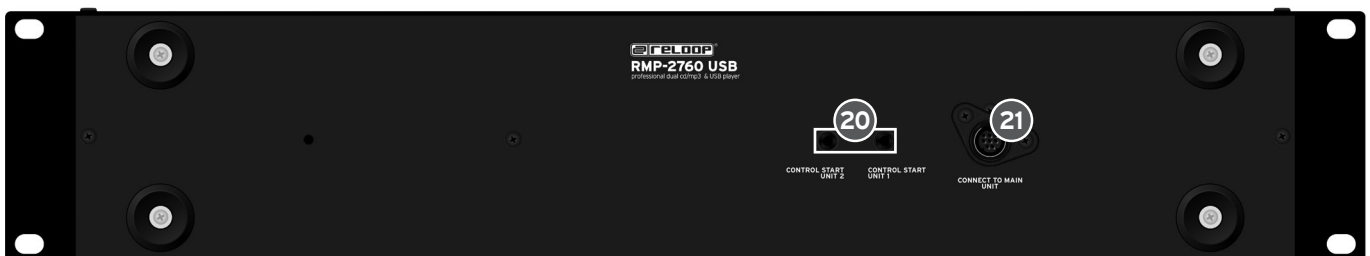 reloop®
RMP-2760 USB
professional dual cd/mp3 & USB player
20
21
CONTROL START
UNIT 2
CONTROL START
UNIT 1
CONNECT TO MAIN
UNIT